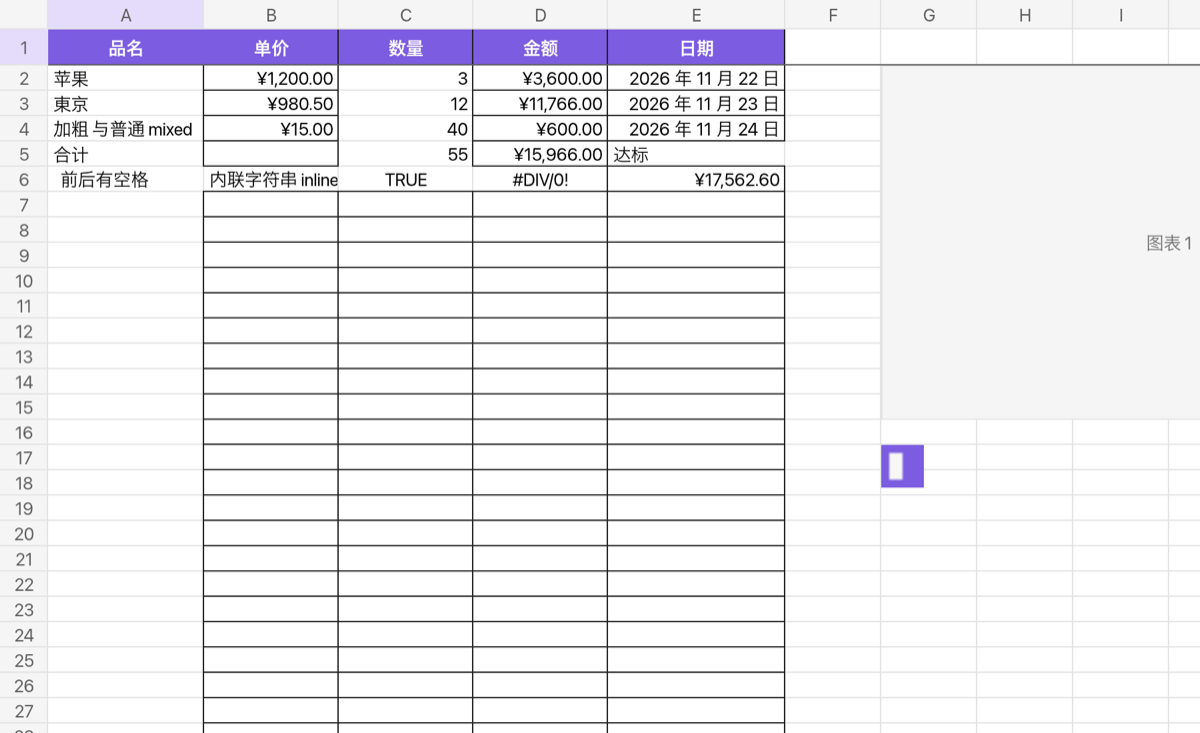 A B C D E F G H I
1 品名 单价 数量 金额 日期
2 苹果 ¥1,200.00 3 ¥3,600.00 2026 年 11 月 22 日
3 東京 ¥980.50 12 ¥11,766.00 2026 年 11 月 23 日
4 加粗 与普通 mixed ¥15.00 40 ¥600.00 2026 年 11 月 24 日
5 合计 55 ¥15,966.00 达标
6 前后有空格 内联字符串 inline TRUE #DIV/0! ¥17,562.60
7
8 图表 1
9
10
11
12
13
14
15
16
17
18
19
20
21
22
23
24
25
26
27